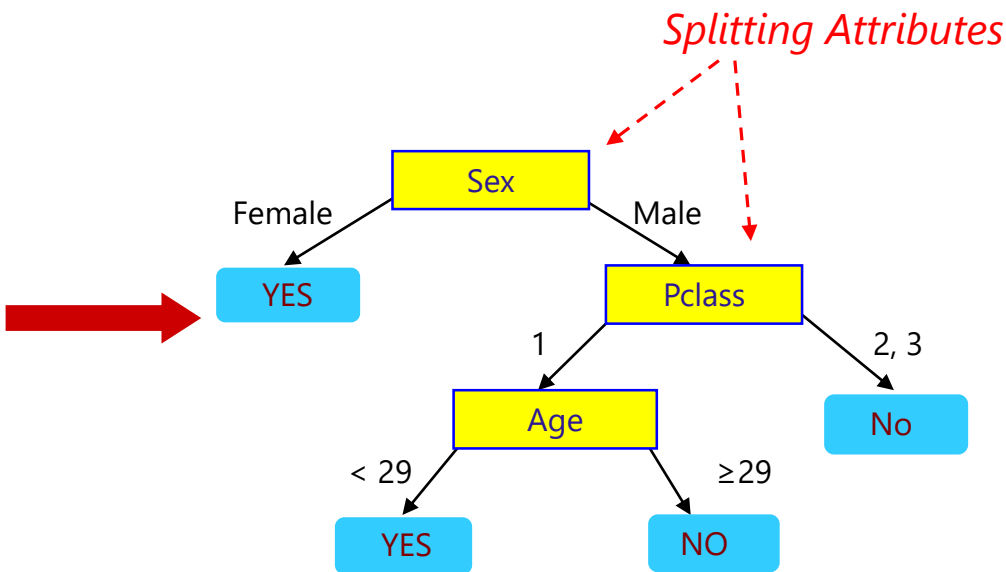 Splitting Attributes
Sex
Female
Male
YES
Pclass
1
2, 3
Age
No
< 29
≥29
YES
NO